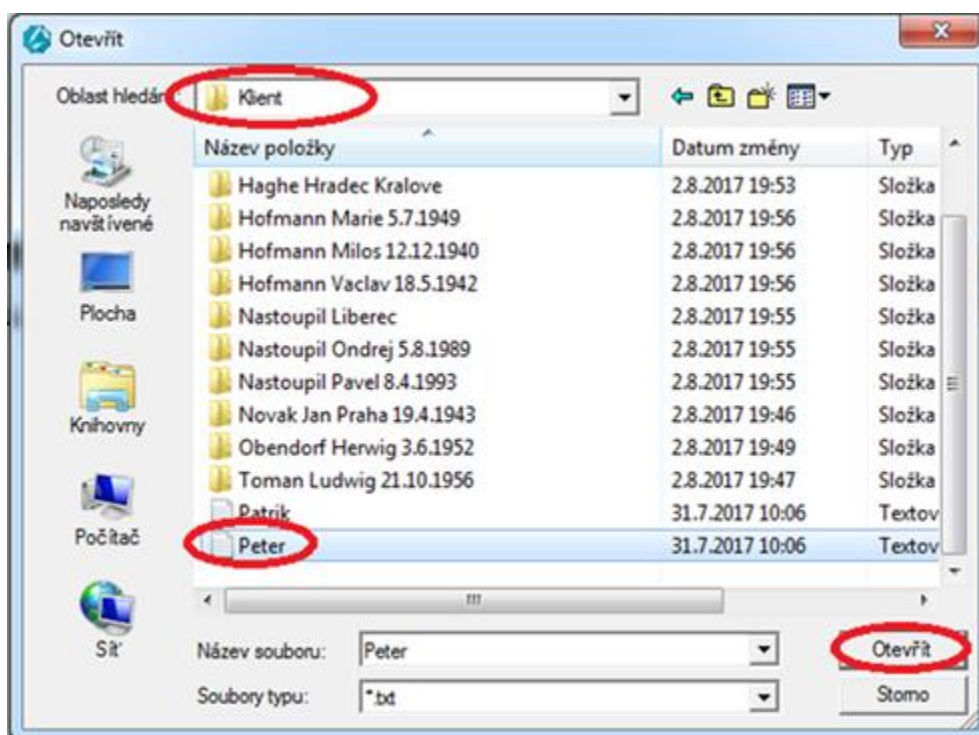 Otevřít
Oblast hledán : Klient
Název položky Datum změny Typ
Haghe Hradec Kralove 2.8.2017 19:53 Složka
Hofmann Marie 5.7.1949 2.8.2017 19:56 Složka
Hofmann Milos 12.12.1940 2.8.2017 19:56 Složka
Hofmann Vaclav 18.5.1942 2.8.2017 19:56 Složka
Nastoupil Liberec 2.8.2017 19:55 Složka
Nastoupil Ondrej 5.8.1989 2.8.2017 19:55 Složka
Nastoupil Pavel 8.4.1993 2.8.2017 19:55 Složka
Novak Jan Praha 19.4.1943 2.8.2017 19:46 Složka
Obendorf Herwig 3.6.1952 2.8.2017 19:49 Složka
Toman Ludwig 21.10.1956 2.8.2017 19:47 Složka
Patrik 31.7.2017 10:06 Textov
Peter 31.7.2017 10:06 Textov
Naposledy
navštívené
Plocha
Knihovny
Počítač
Síť
Název souboru: Peter Otevřít
Soubory typu: *.txt Storno